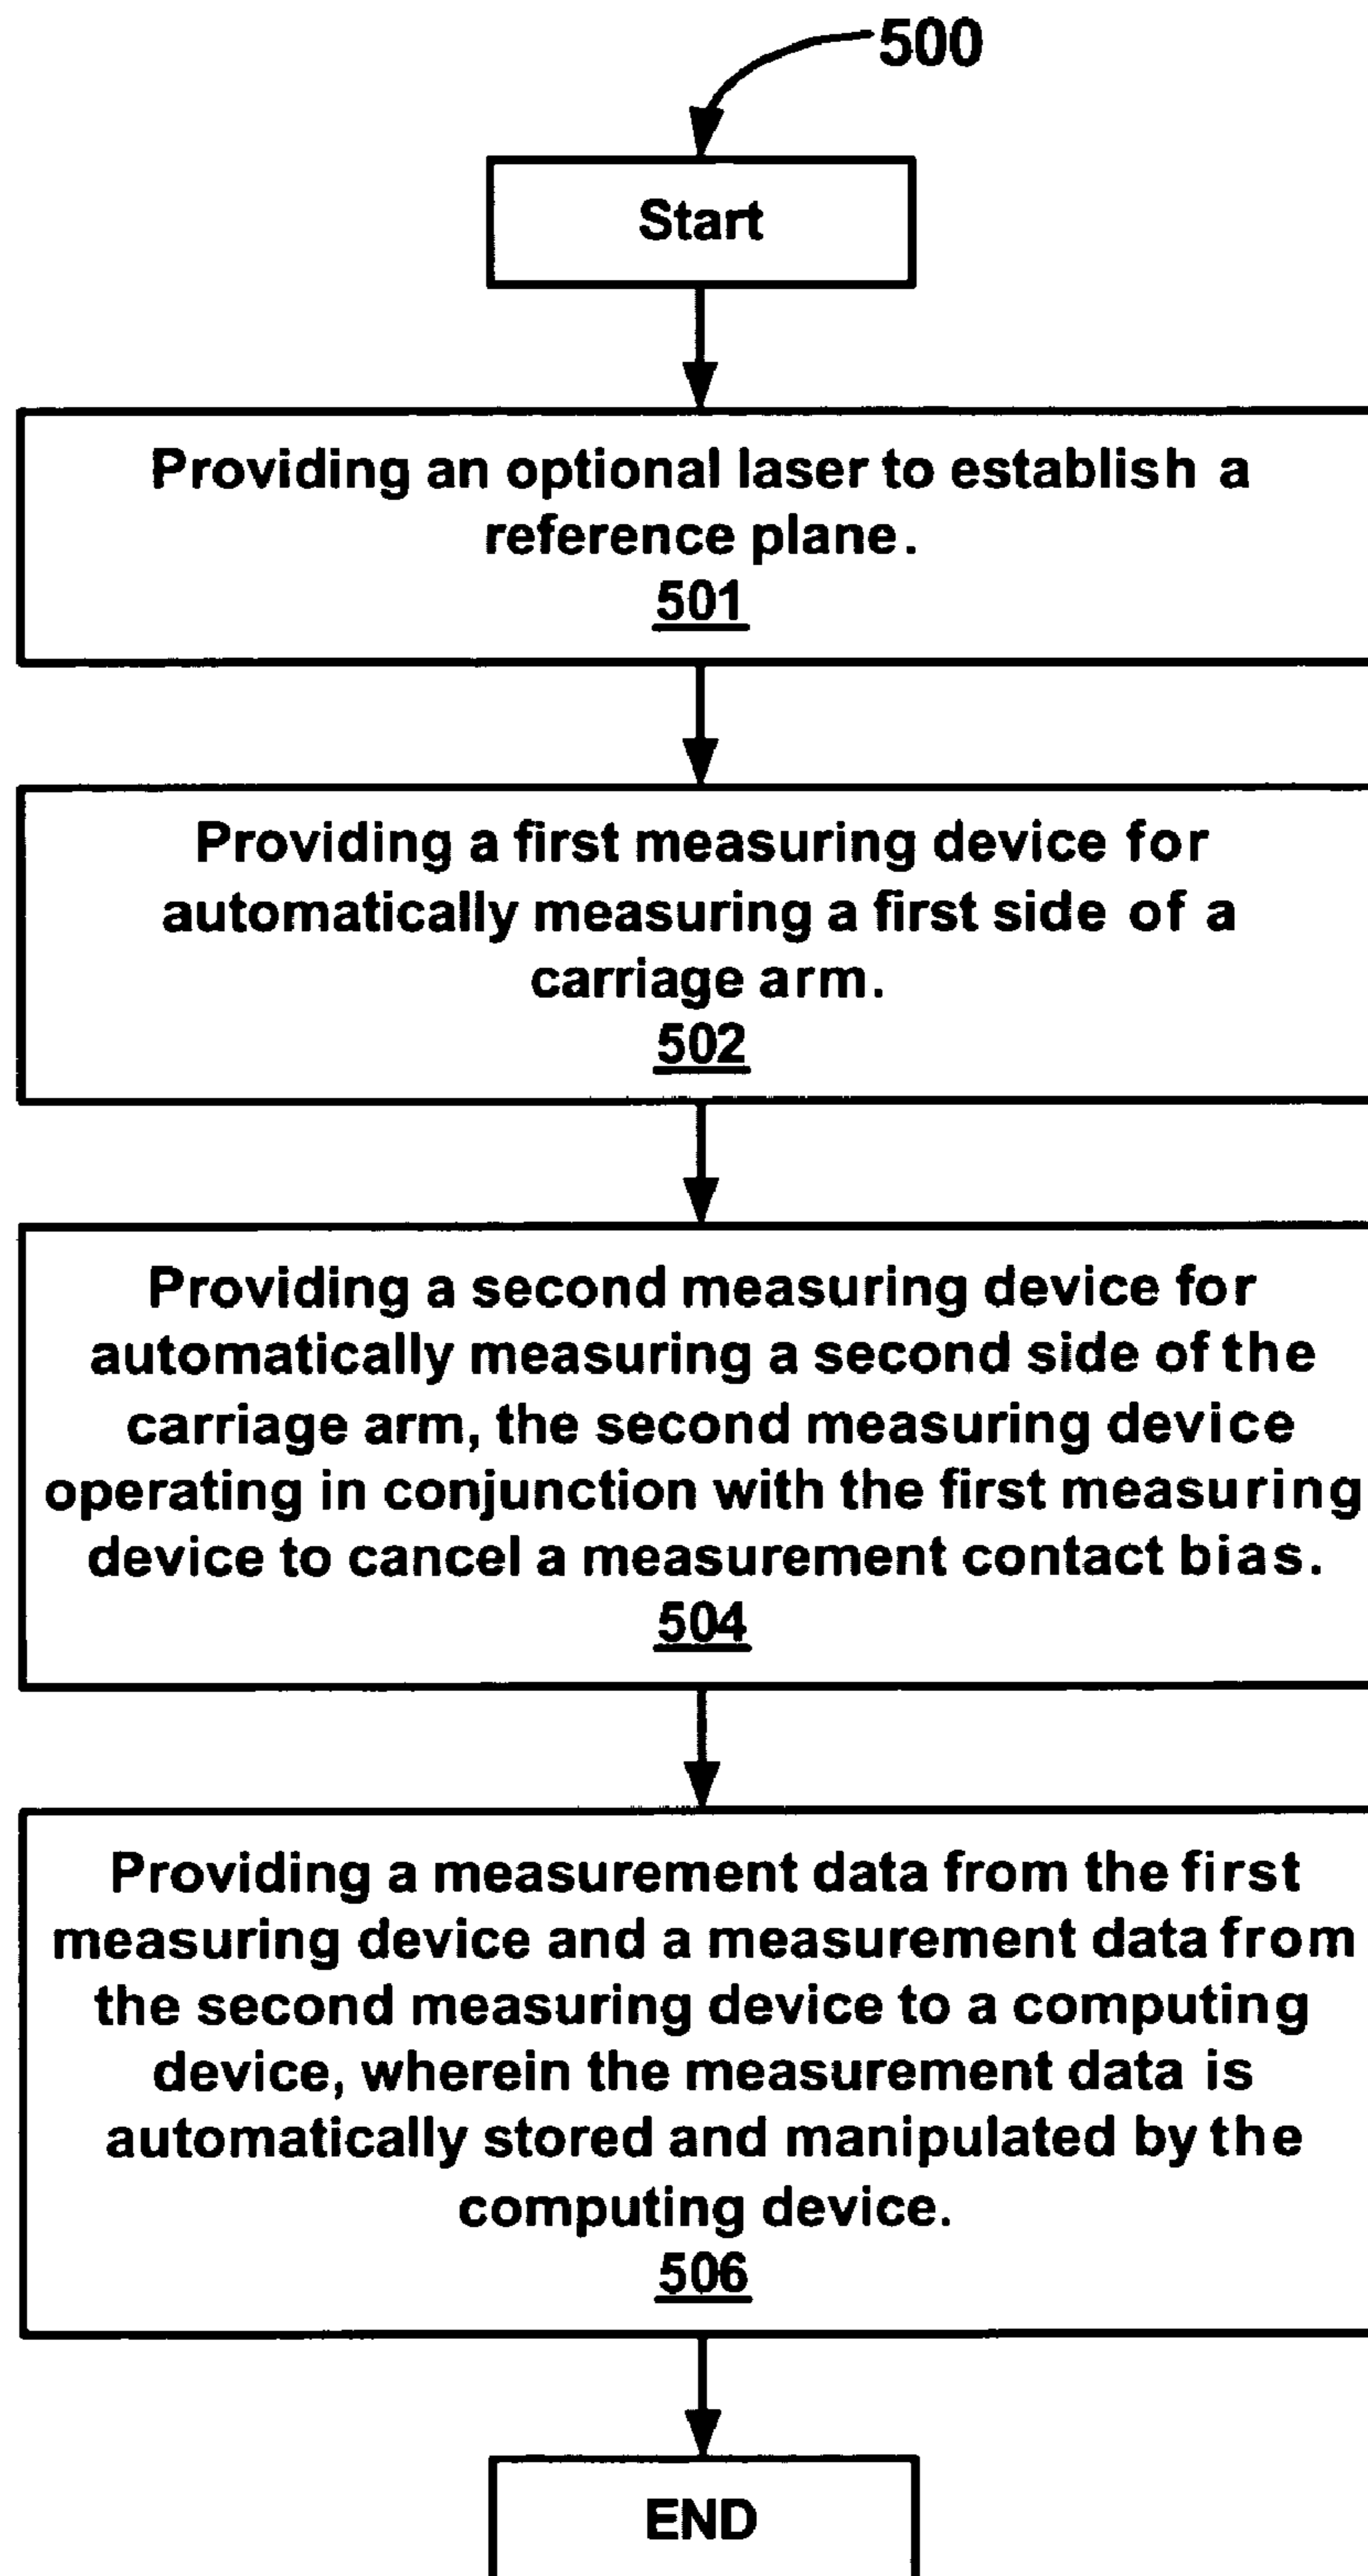 500
Start
Providing an optional laser to establish a
reference plane.
501
Providing a first measuring device for
automatically measuring a first side of a
carriage arm.
502
Providing a second measuring device for
automatically measuring a second side of the
carriage arm, the second measuring device
operating in conjunction with the first measuring
device to cancel a measurement contact bias.
504
Providing a measurement data from the first
measuring device and a measurement data from
the second measuring device to a computing
device, wherein the measurement data is
automatically stored and manipulated by the
computing device.
506
END